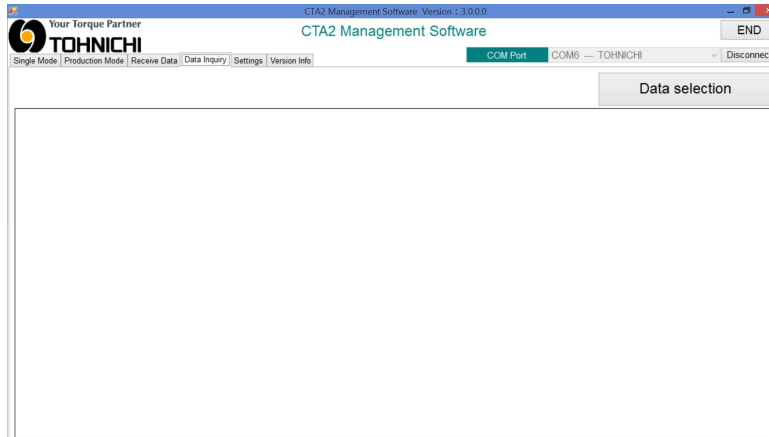 CTA2 Management Software Version : 3.0.0.0
Your Torque Partner
TOHNICHI
CTA2 Management Software
END
Single Mode Production Mode Receive Data Data Inquiry Settings Version Info
COM Port COM6 --- TOHNICHI Disconnec
Data selection